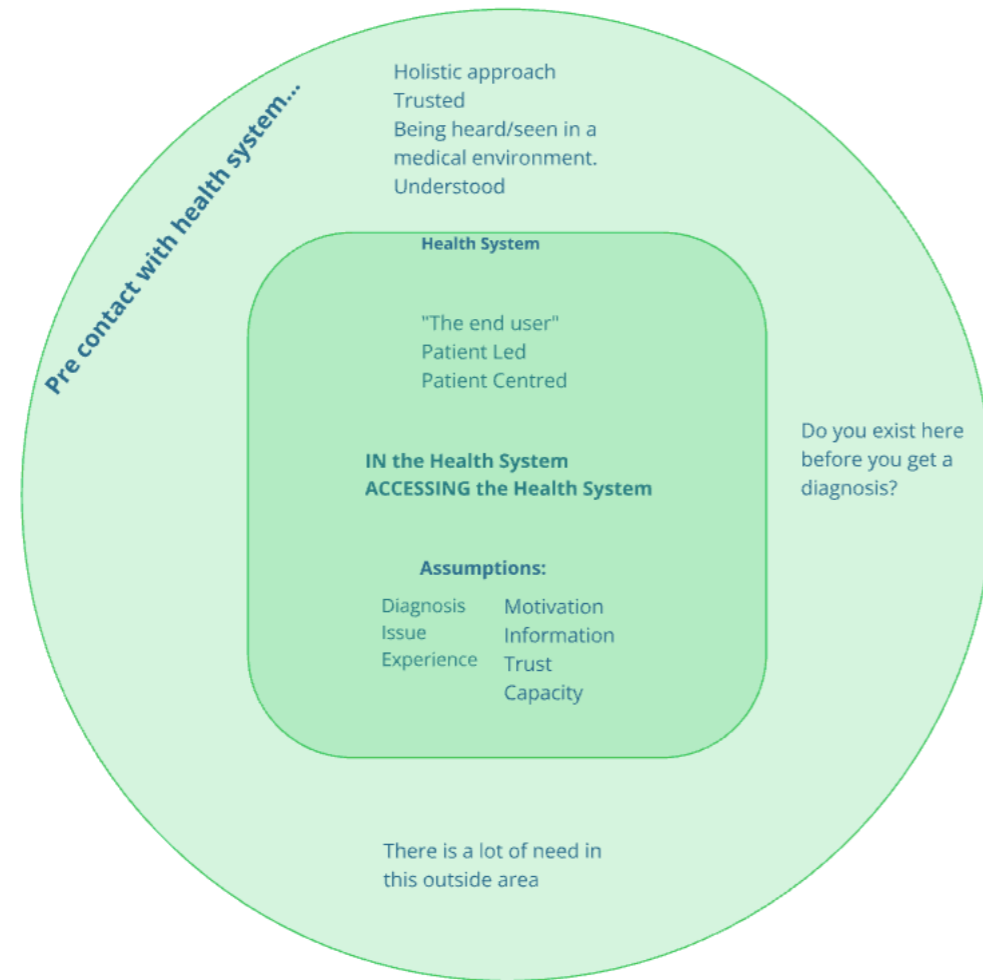 Pre contact with health system...
Holistic approach
Trusted
Being heard/seen in a
medical environment.
Understood
Health System
"The end user"
Patient Led
Patient Centred
Do you exist here
before you get a
diagnosis?
IN the Health System
ACCESSING the Health System
Assumptions:
Diagnosis
Issue
Experience
Motivation
Information
Trust
Capacity
There is a lot of need in
this outside area